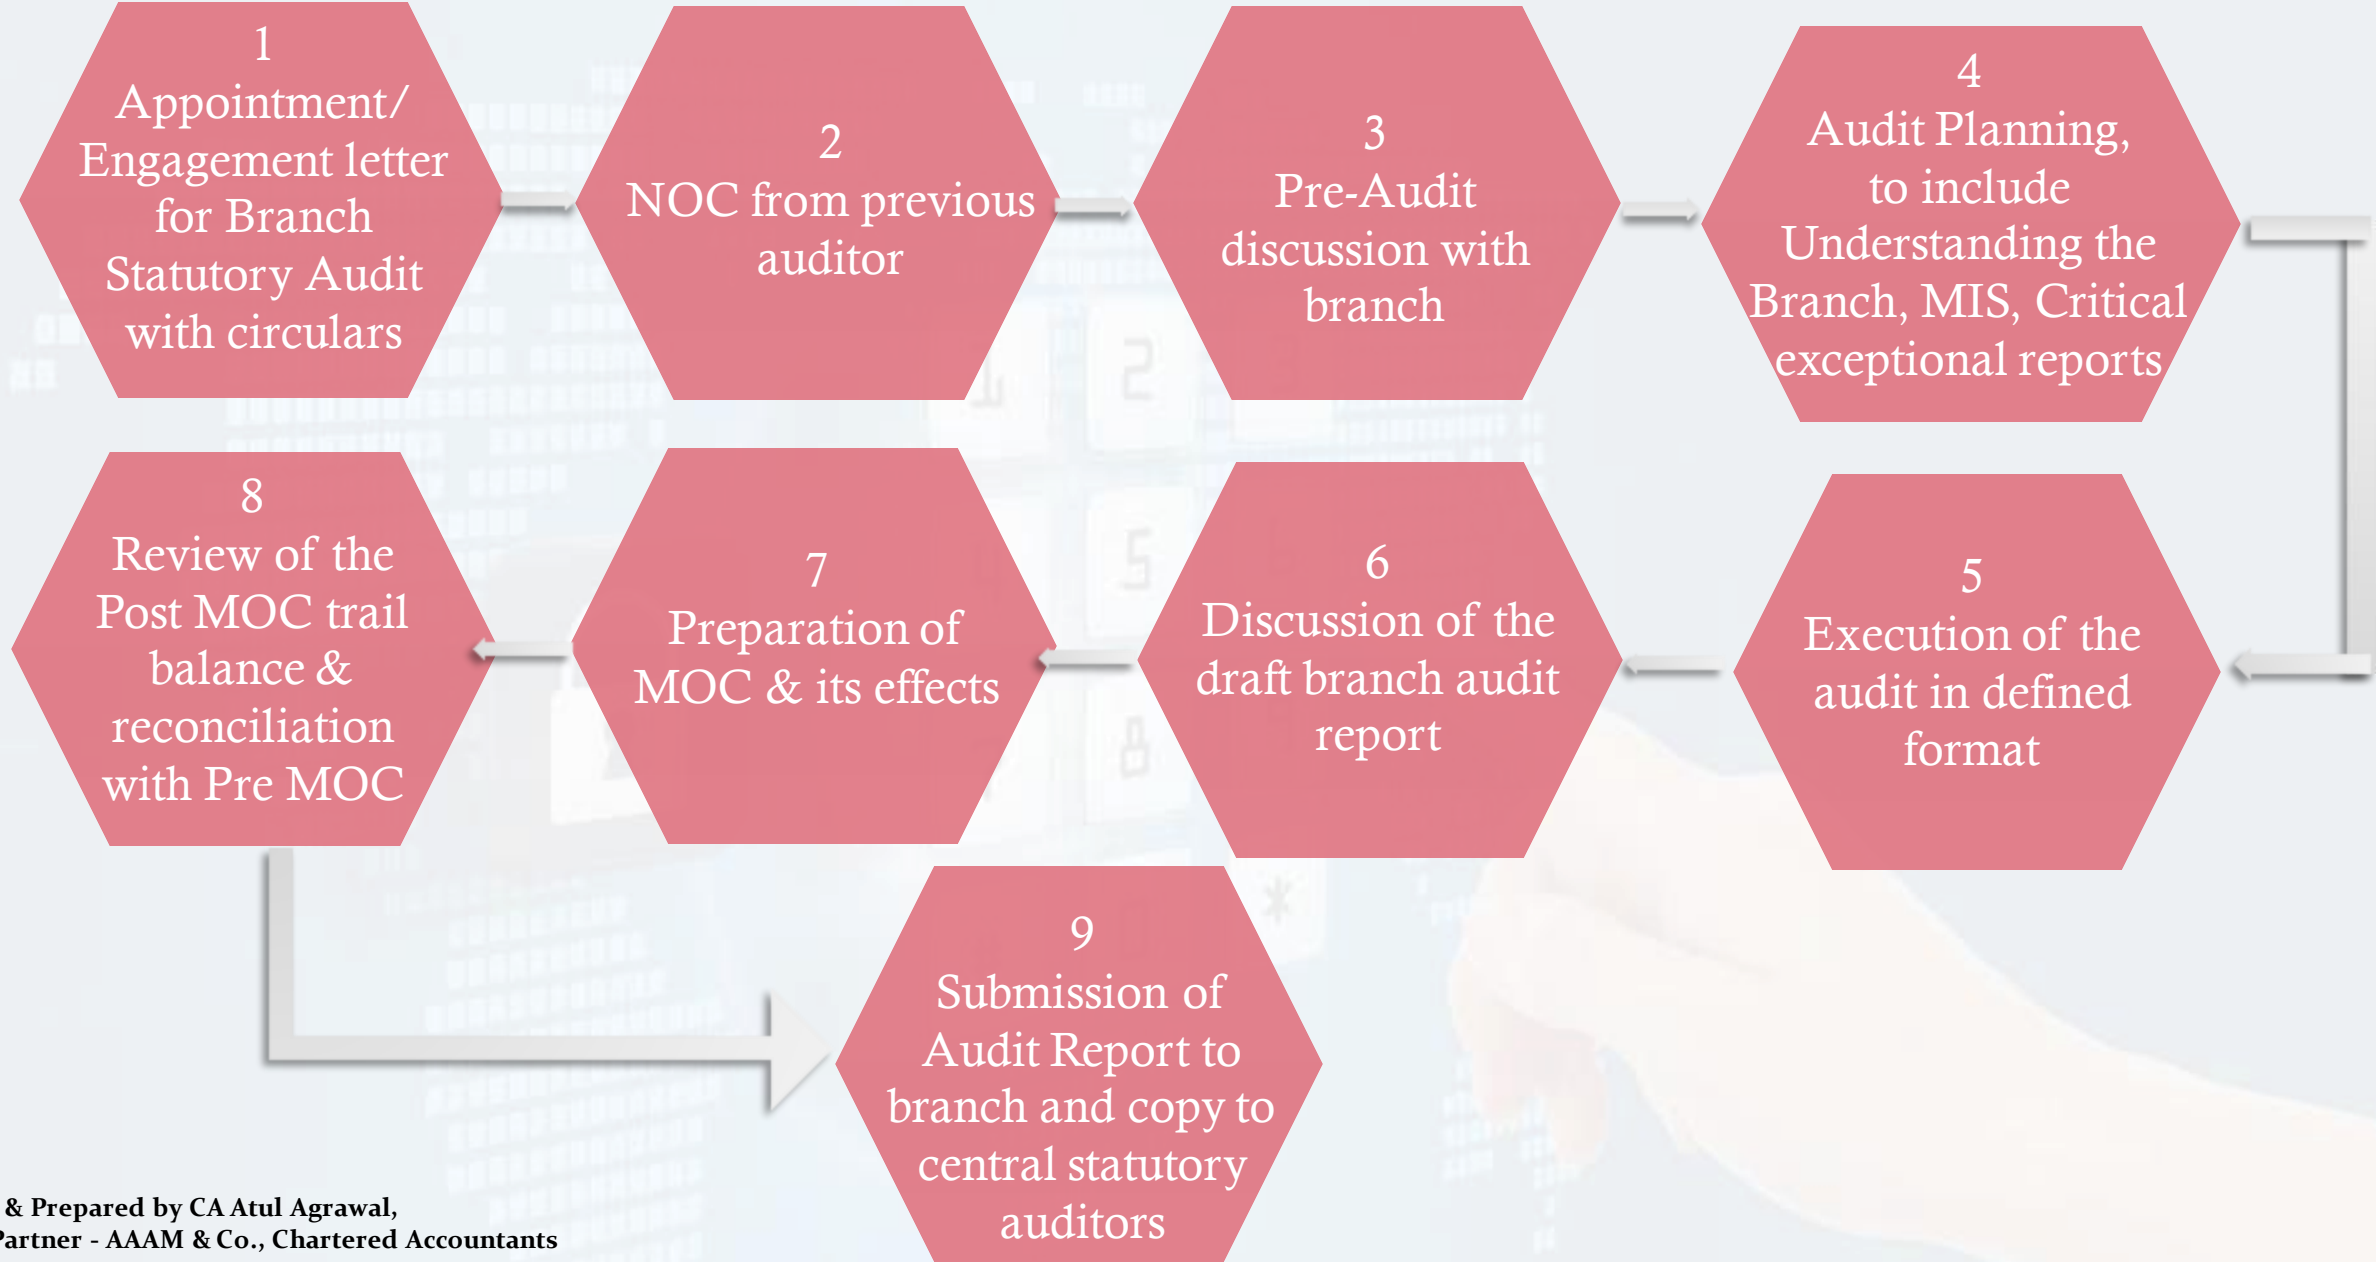 1
Appointment/
Engagement letter
for Branch
Statutory Audit
with circulars
2
NOC from previous
auditor
3
Pre-Audit
discussion with
branch
4
Audit Planning,
to include
Understanding the
Branch, MIS, Critical
exceptional reports
5
Execution of the
audit in defined
format
6
Discussion of the
draft branch audit
report
7
Preparation of
MOC & its effects
8
Review of the
Post MOC trail
balance &
reconciliation
with Pre MOC
9
Submission of
Audit Report to
branch and copy to
central statutory
auditors
& Prepared by CA Atul Agrawal,
Partner - AAAM & Co., Chartered Accountants